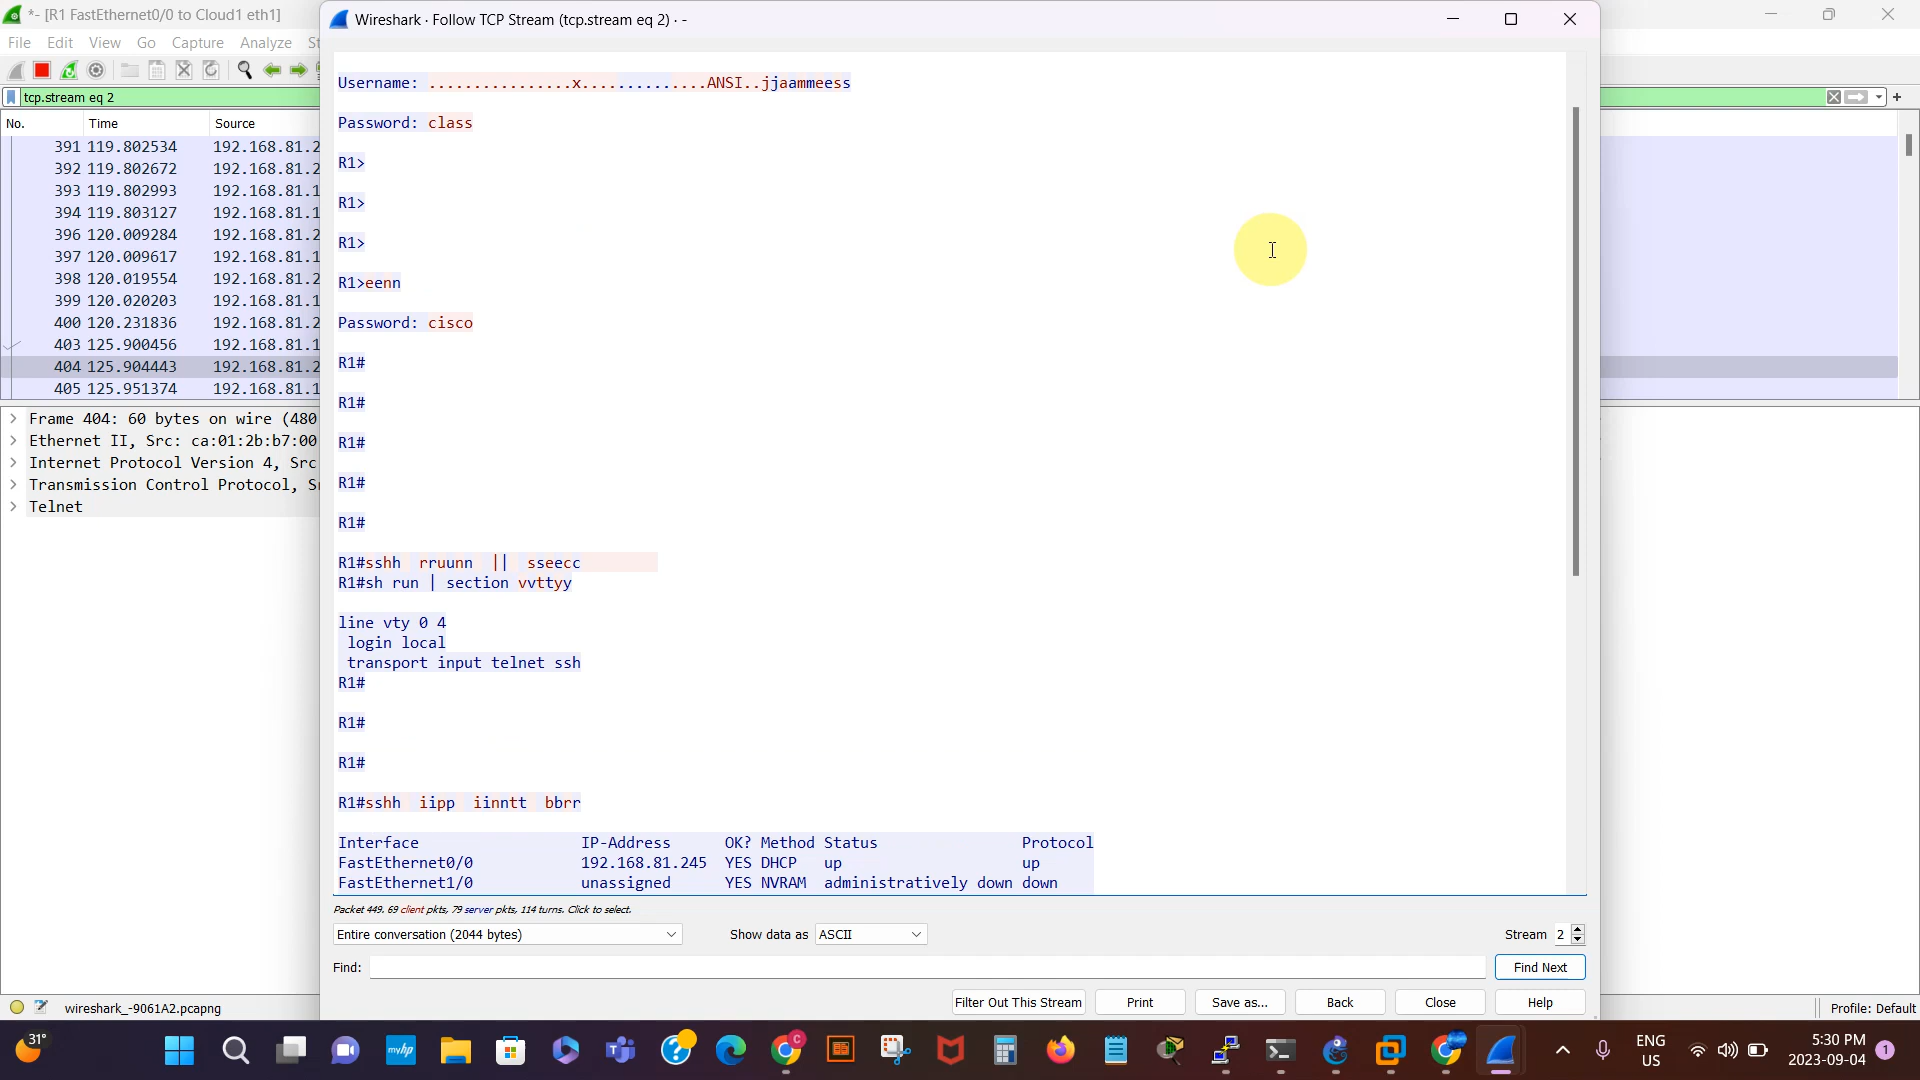 *- [R1 FastEthernet0/0 to Cloud1 eth1]
Wireshark · Follow TCP Stream (tcp.stream eq 2) · -
File Edit View Go Capture Analyze St
tcp.stream eq 2
No. Time Source
391 119.802534 192.168.81.2
392 119.802672 192.168.81.2
393 119.802993 192.168.81.1
394 119.803127 192.168.81.1
396 120.009284 192.168.81.2
397 120.009617 192.168.81.1
398 120.019554 192.168.81.2
399 120.020203 192.168.81.1
400 120.231836 192.168.81.2
403 125.900456 192.168.81.1
404 125.904443 192.168.81.2
405 125.951374 192.168.81.1
Frame 404: 60 bytes on wire (480
Ethernet II, Src: ca:01:2b:b7:00
Internet Protocol Version 4, Src
Transmission Control Protocol, S
Telnet
Username: ................x..............ANSI..jjaammeess
Password: class
R1>
R1>
R1>
R1>eenn
Password: cisco
R1#
R1#
R1#
R1#
R1#
R1#sshh  rruunn  ||  sseecc
R1#sh run | section vvttyy
line vty 0 4
login local
transport input telnet ssh
R1#
R1#
R1#
R1#sshh  iipp  iinntt  bbrr
Interface IP-Address OK? Method Status Protocol
FastEthernet0/0 192.168.81.245 YES DHCP up up
FastEthernet1/0 unassigned YES NVRAM administratively down down
Packet 449. 69 client pkts, 79 server pkts, 114 turns. Click to select.
Entire conversation (2044 bytes) Show data as ASCII Stream 2
Find: Find Next
Filter Out This Stream Print Save as... Back Close Help
wireshark_-9061A2.pcapng
Profile: Default
31°
myhp
C
ENG
US
5:30 PM
2023-09-04
1